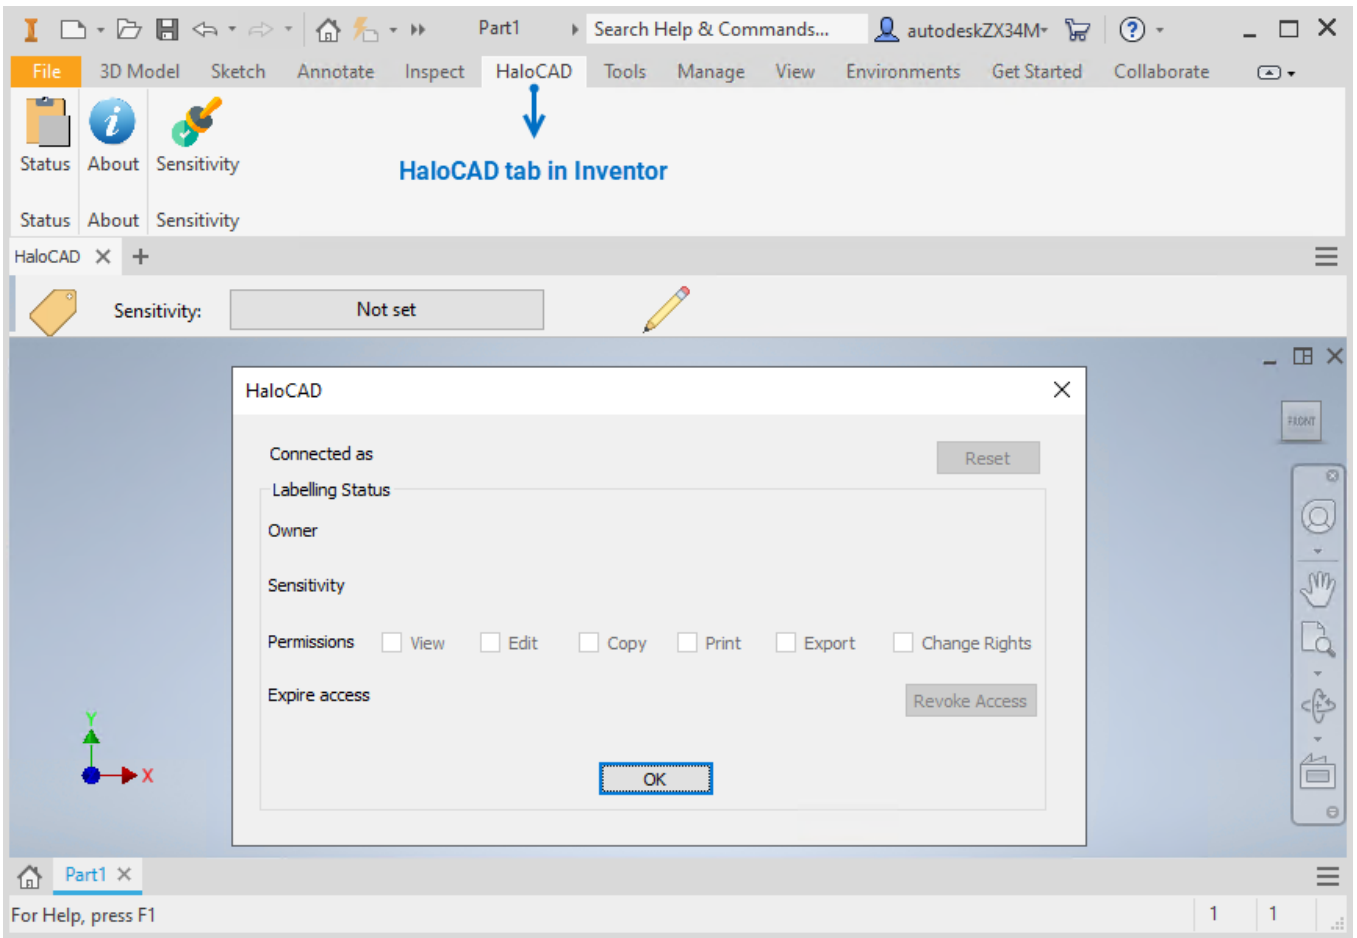 Part1 Search Help & Commands... autodeskZX34M
File 3D Model Sketch Annotate Inspect HaloCAD Tools Manage View Environments Get Started Collaborate
Status About Sensitivity
HaloCAD tab in Inventor
Status About Sensitivity
HaloCAD
Sensitivity: Not set
HaloCAD
FRONT
Connected as Reset
Labelling Status
Owner
Sensitivity
Permissions View Edit Copy Print Export Change Rights
Expire access Revoke Access
Y
X
OK
Part1
For Help, press F1 1 1